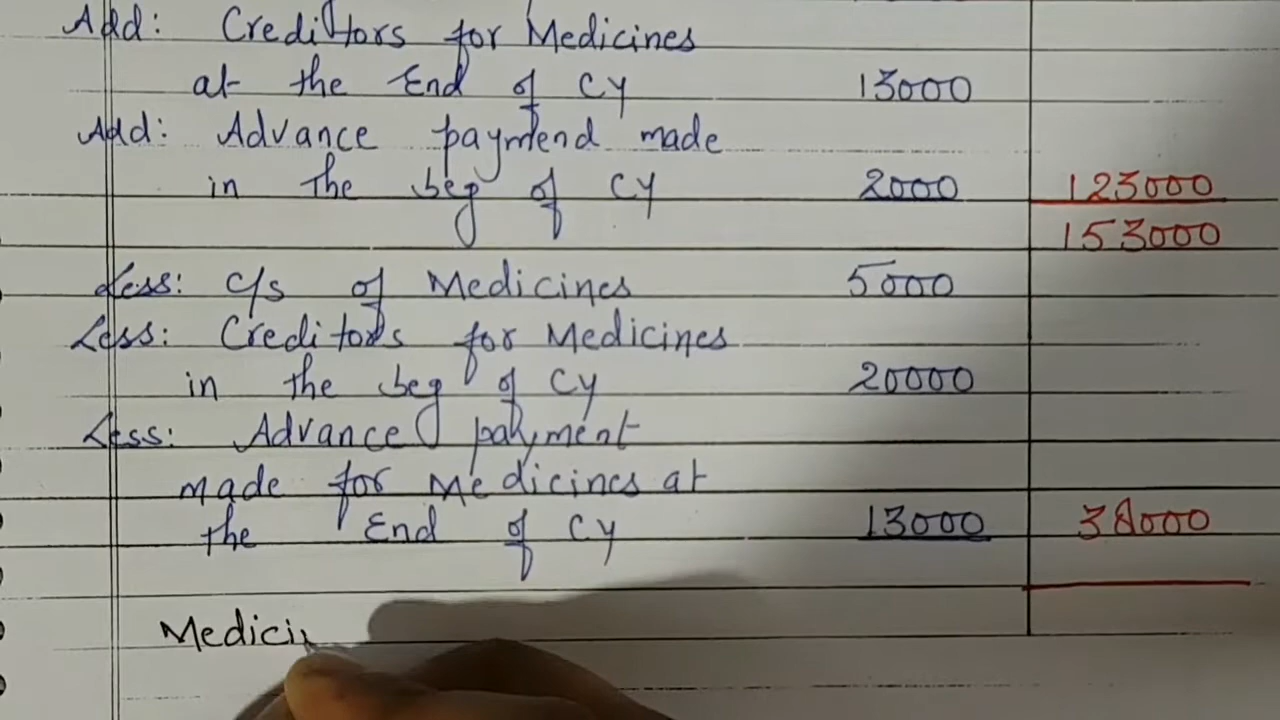 Add: Creditors for Medicines
at the End of CY 13000
Add: Advance paymend made
in the beg of CY 2000 123000
153000
Less: C/s of Medicines 5000
Less: Creditors for Medicines
in the beg of CY 20000
Less: Advance payment
made for Medicines at
the End of CY 13000 38000
Medici